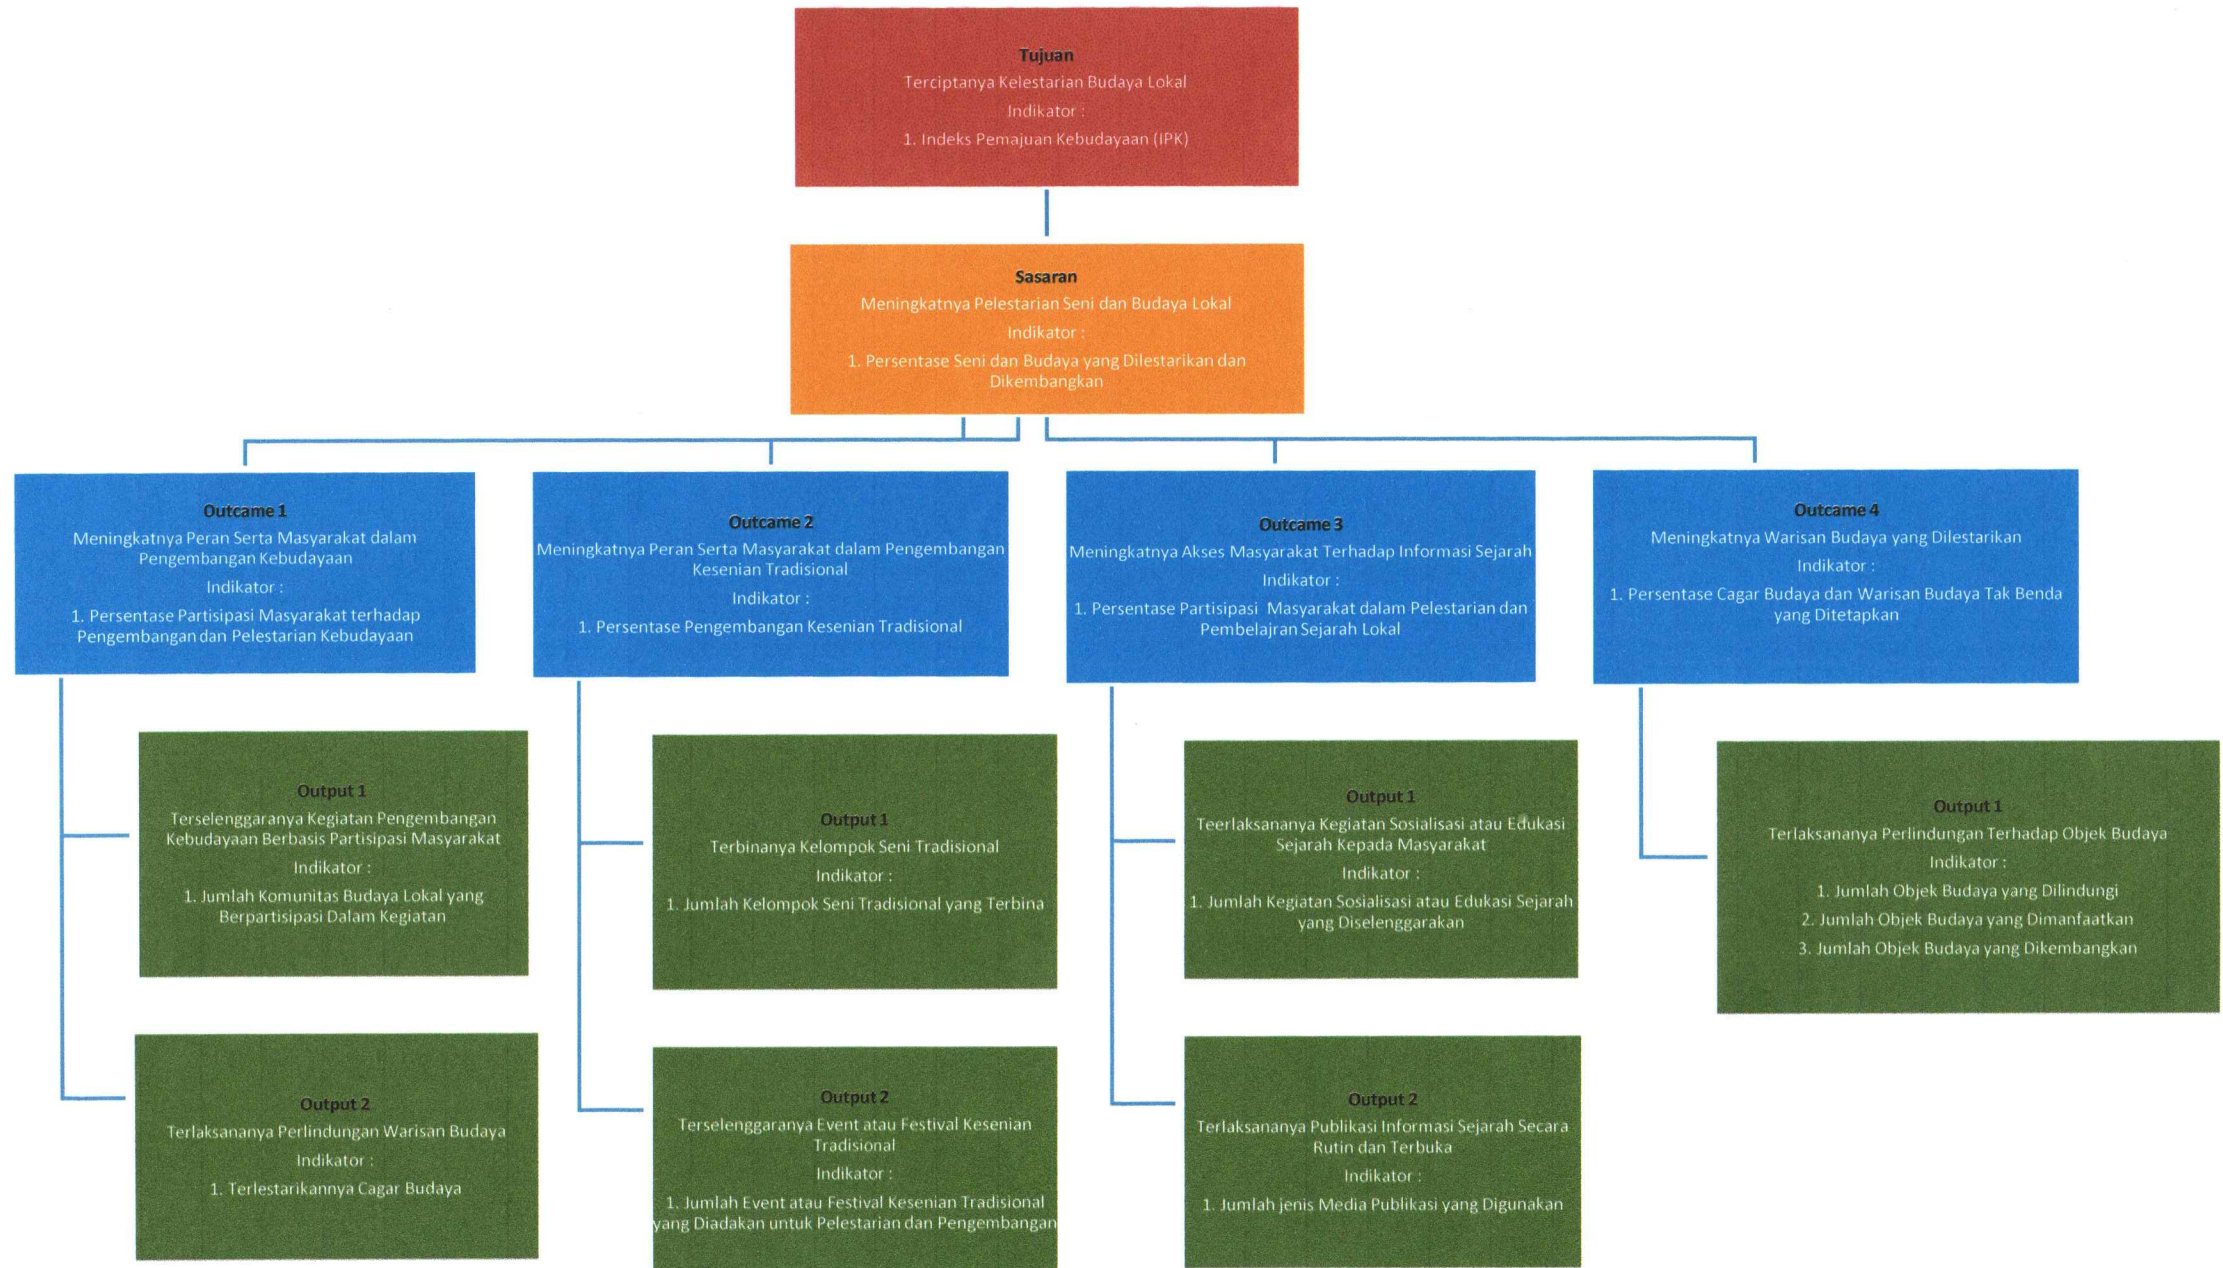 Tujuan
Terciptanya Kelestarian Budaya Lokal
Indikator :
1. Indeks Pemajuan Kebudayaan (IPK)
Sasaran
Meningkatnya Pelestarian Seni dan Budaya Lokal
Indikator :
1. Persentase Seni dan Budaya yang Dilestarikan dan
Dikembangkan
Outcame 1
Meningkatnya Peran Serta Masyarakat dalam
Pengembangan Kebudayaan
Indikator :
1. Persentase Partisipasi Masyarakat terhadap
Pengembangan dan Pelestarian Kebudayaan
Outcame 2
Meningkatnya Peran Serta Masyarakat dalam Pengembangan
Kesenian Tradisional
Indikator :
1. Persentase Pengembangan Kesenian Tradisional
Outcame 3
Meningkatnya Akses Masyarakat Terhadap Informasi Sejarah
Indikator :
1. Persentase Partisipasi Masyarakat dalam Pelestarian dan
Pembelajran Sejarah Lokal
Outcame 4
Meningkatnya Warisan Budaya yang Dilestarikan
Indikator :
1. Persentase Cagar Budaya dan Warisan Budaya Tak Benda
yang Ditetapkan
Output 1
Terselenggaranya Kegiatan Pengembangan
Kebudayaan Berbasis Partisipasi Masyarakat
Indikator :
1. Jumlah Komunitas Budaya Lokal yang
Berpartisipasi Dalam Kegiatan
Output 1
Terbinanya Kelompok Seni Tradisional
Indikator :
1. Jumlah Kelompok Seni Tradisional yang Terbina
Output 1
Teerlaksananya Kegiatan Sosialisasi atau Edukasi
Sejarah Kepada Masyarakat
Indikator :
1. Jumlah Kegiatan Sosialisasi atau Edukasi Sejarah
yang Diselenggarakan
Output 1
Terlaksananya Perlindungan Terhadap Objek Budaya
Indikator :
1. Jumlah Objek Budaya yang Dilindungi
2. Jumlah Objek Budaya yang Dimanfaatkan
3. Jumlah Objek Budaya yang Dikembangkan
Output 2
Terlaksananya Perlindungan Warisan Budaya
Indikator :
1. Terlestarikannya Cagar Budaya
Output 2
Terselenggaranya Event atau Festival Kesenian
Tradisional
Indikator :
1. Jumlah Event atau Festival Kesenian Tradisional
yang Diadakan untuk Pelestarian dan Pengembangan
Output 2
Terlaksananya Publikasi Informasi Sejarah Secara
Rutin dan Terbuka
Indikator :
1. Jumlah jenis Media Publikasi yang Digunakan